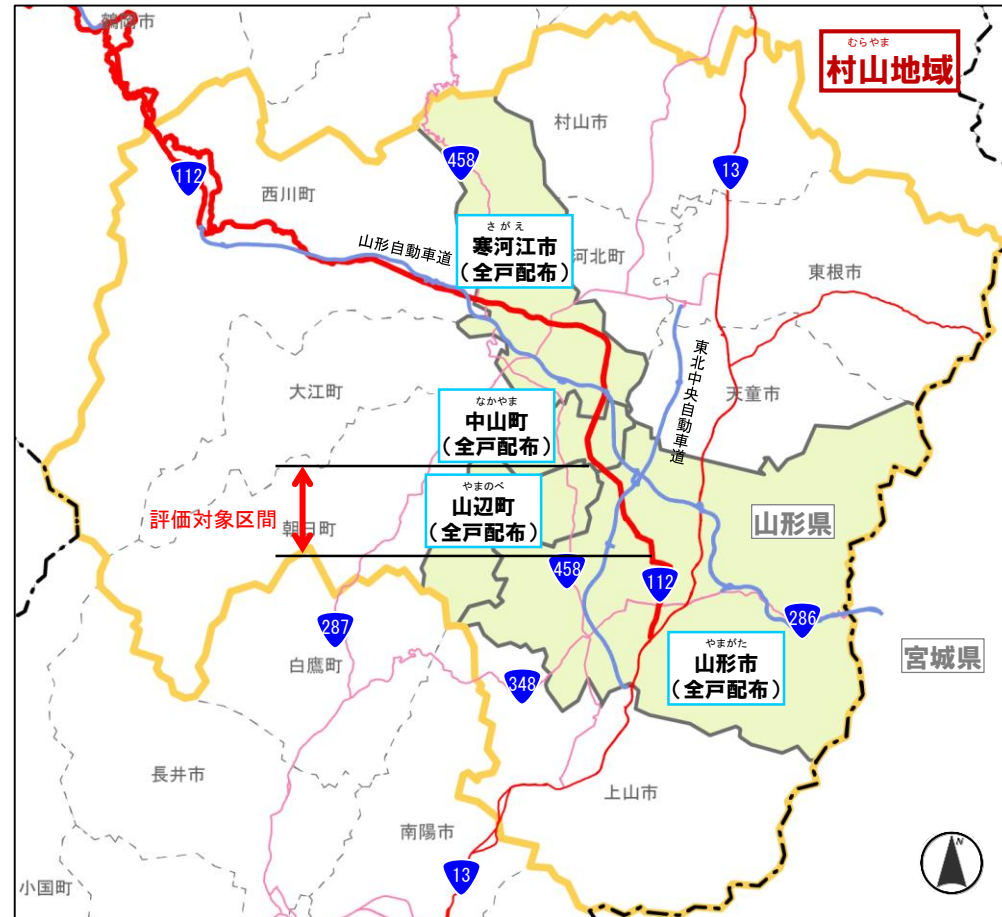 鶴岡市
むらやま
村山地域
村山市
458
13
112
西川町
さがえ
寒河江市
(全戸配布)
河北町
山形自動車道
東根市
東北中央自動車道
大江町
天童市
なかやま
中山町
(全戸配布)
やまのべ
山辺町
(全戸配布)
評価対象区間
朝日町
山形県
458
112
286
287
やまがた
山形市
(全戸配布)
宮城県
白鷹町
348
長井市
上山市
南陽市
13
小国町
N